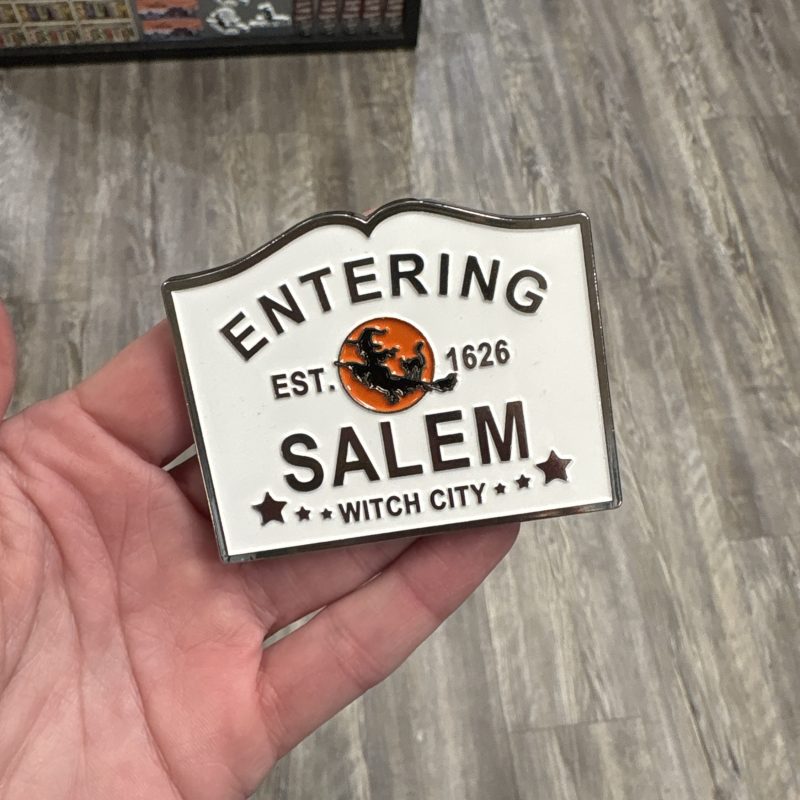 ENTERING
EST. 1626
SALEM
WITCH CITY